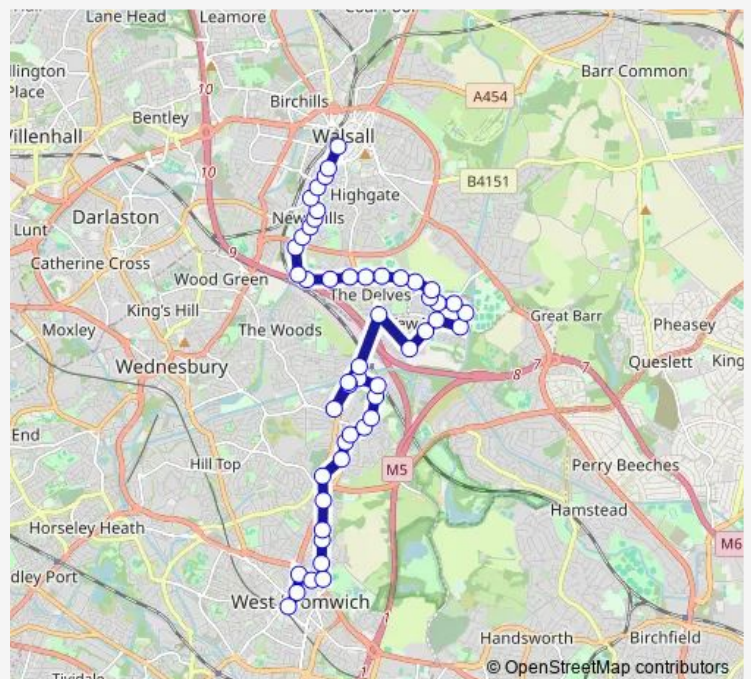 Lane Head
Leamore
llington
Place
Barr Common
A454
10
Birchills
Bentley
Walsall
Willenhall
10
B4151
Highgate
Darlaston
Lunt
9
Catherine Cross
Wood Green
The Delves
King's Hill
Great Barr
Moxley
The Woods
Pheasey
Wednesbury
7
7
Queslett
King
8
End
Hill Top
M5
Perry Beeches
Hamstead
Horseley Heath
M6
dley Port
Handsworth
Birchfield
1
© OpenStreetMap contributors